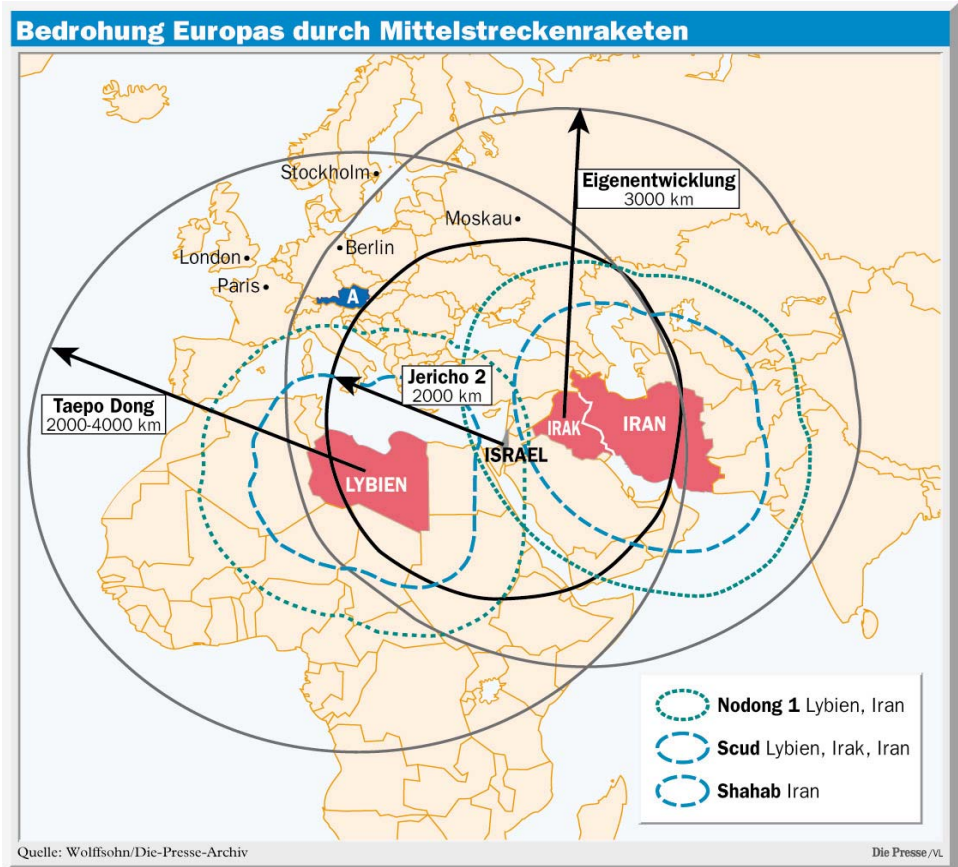 Bedrohung Europas durch Mittelstreckenraketen
Stockholm
Eigenentwicklung
3000 km
Moskau
Berlin
London
Paris
A
Jericho 2
2000 km
Taepo Dong
2000-4000 km
IRAK
IRAN
ISRAEL
LYBIEN
Nodong 1 Lybien, Iran
Scud Lybien, Irak, Iran
Shahab Iran
Quelle: Wolffsohn/Die-Presse-Archiv
Die Presse/VL